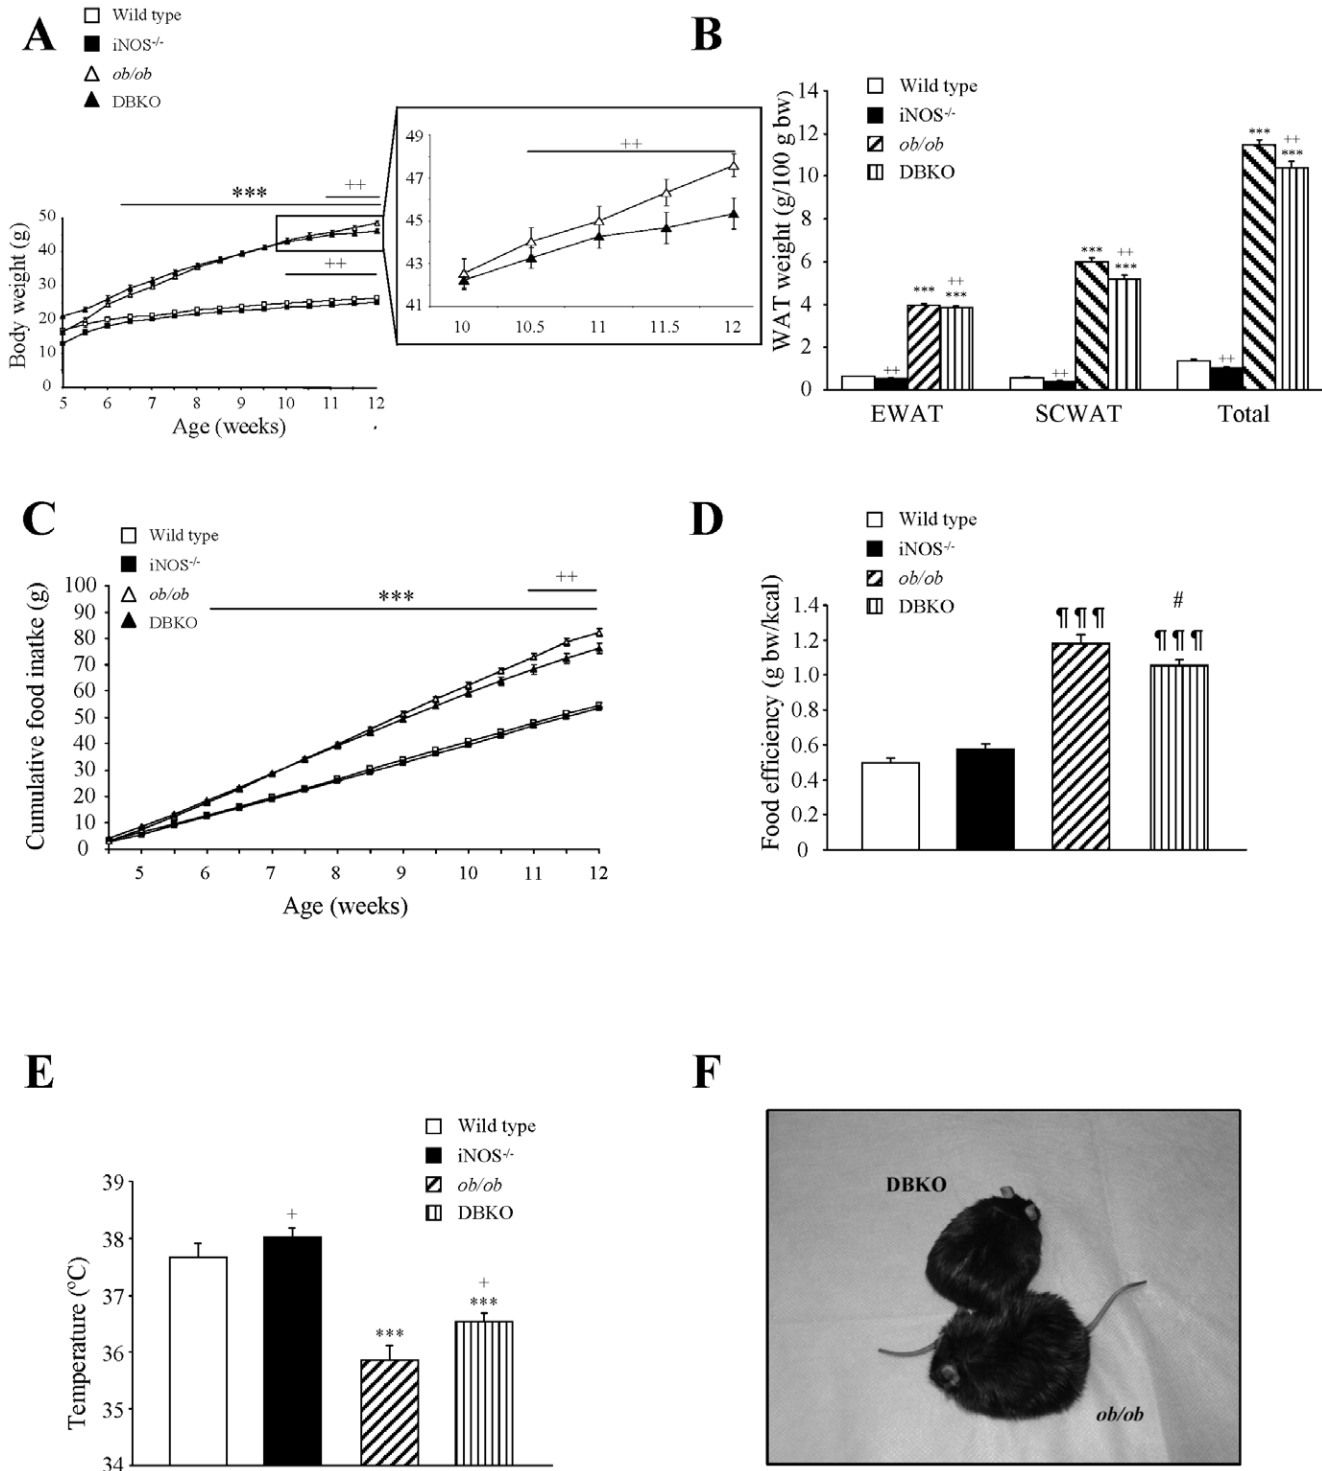 A
Wild type
iNOS-/-
ob/ob
DBKO
***
++
++
Body weight (g)
50
40
30
20
10
0
5 6 7 8 9 10 11 12
Age (weeks)
++
49
47
45
43
41
10 10.5 11 11.5 12
B
Wild type
iNOS-/-
ob/ob
DBKO
WAT weight (g/100 g bw)
14
12
10
8
6
4
2
0
++ *** ++ ***
++ *** ++ ***
++ *** ++ ***
EWAT SCWAT Total
C
Wild type
iNOS-/-
ob/ob
DBKO
***
++
Cumulative food inatke (g)
100
90
80
70
60
50
40
30
20
10
0
5 6 7 8 9 10 11 12
Age (weeks)
D
Wild type
iNOS-/-
ob/ob
DBKO
Food efficiency (g bw/kcal)
1.4
1.2
1.0
0.8
0.6
0.4
0.2
0
¶¶¶
#
¶¶¶
E
Wild type
iNOS-/-
ob/ob
DBKO
Temperature (ºC)
39
38
37
36
35
34
+
***
+
***
F
DBKO
ob/ob